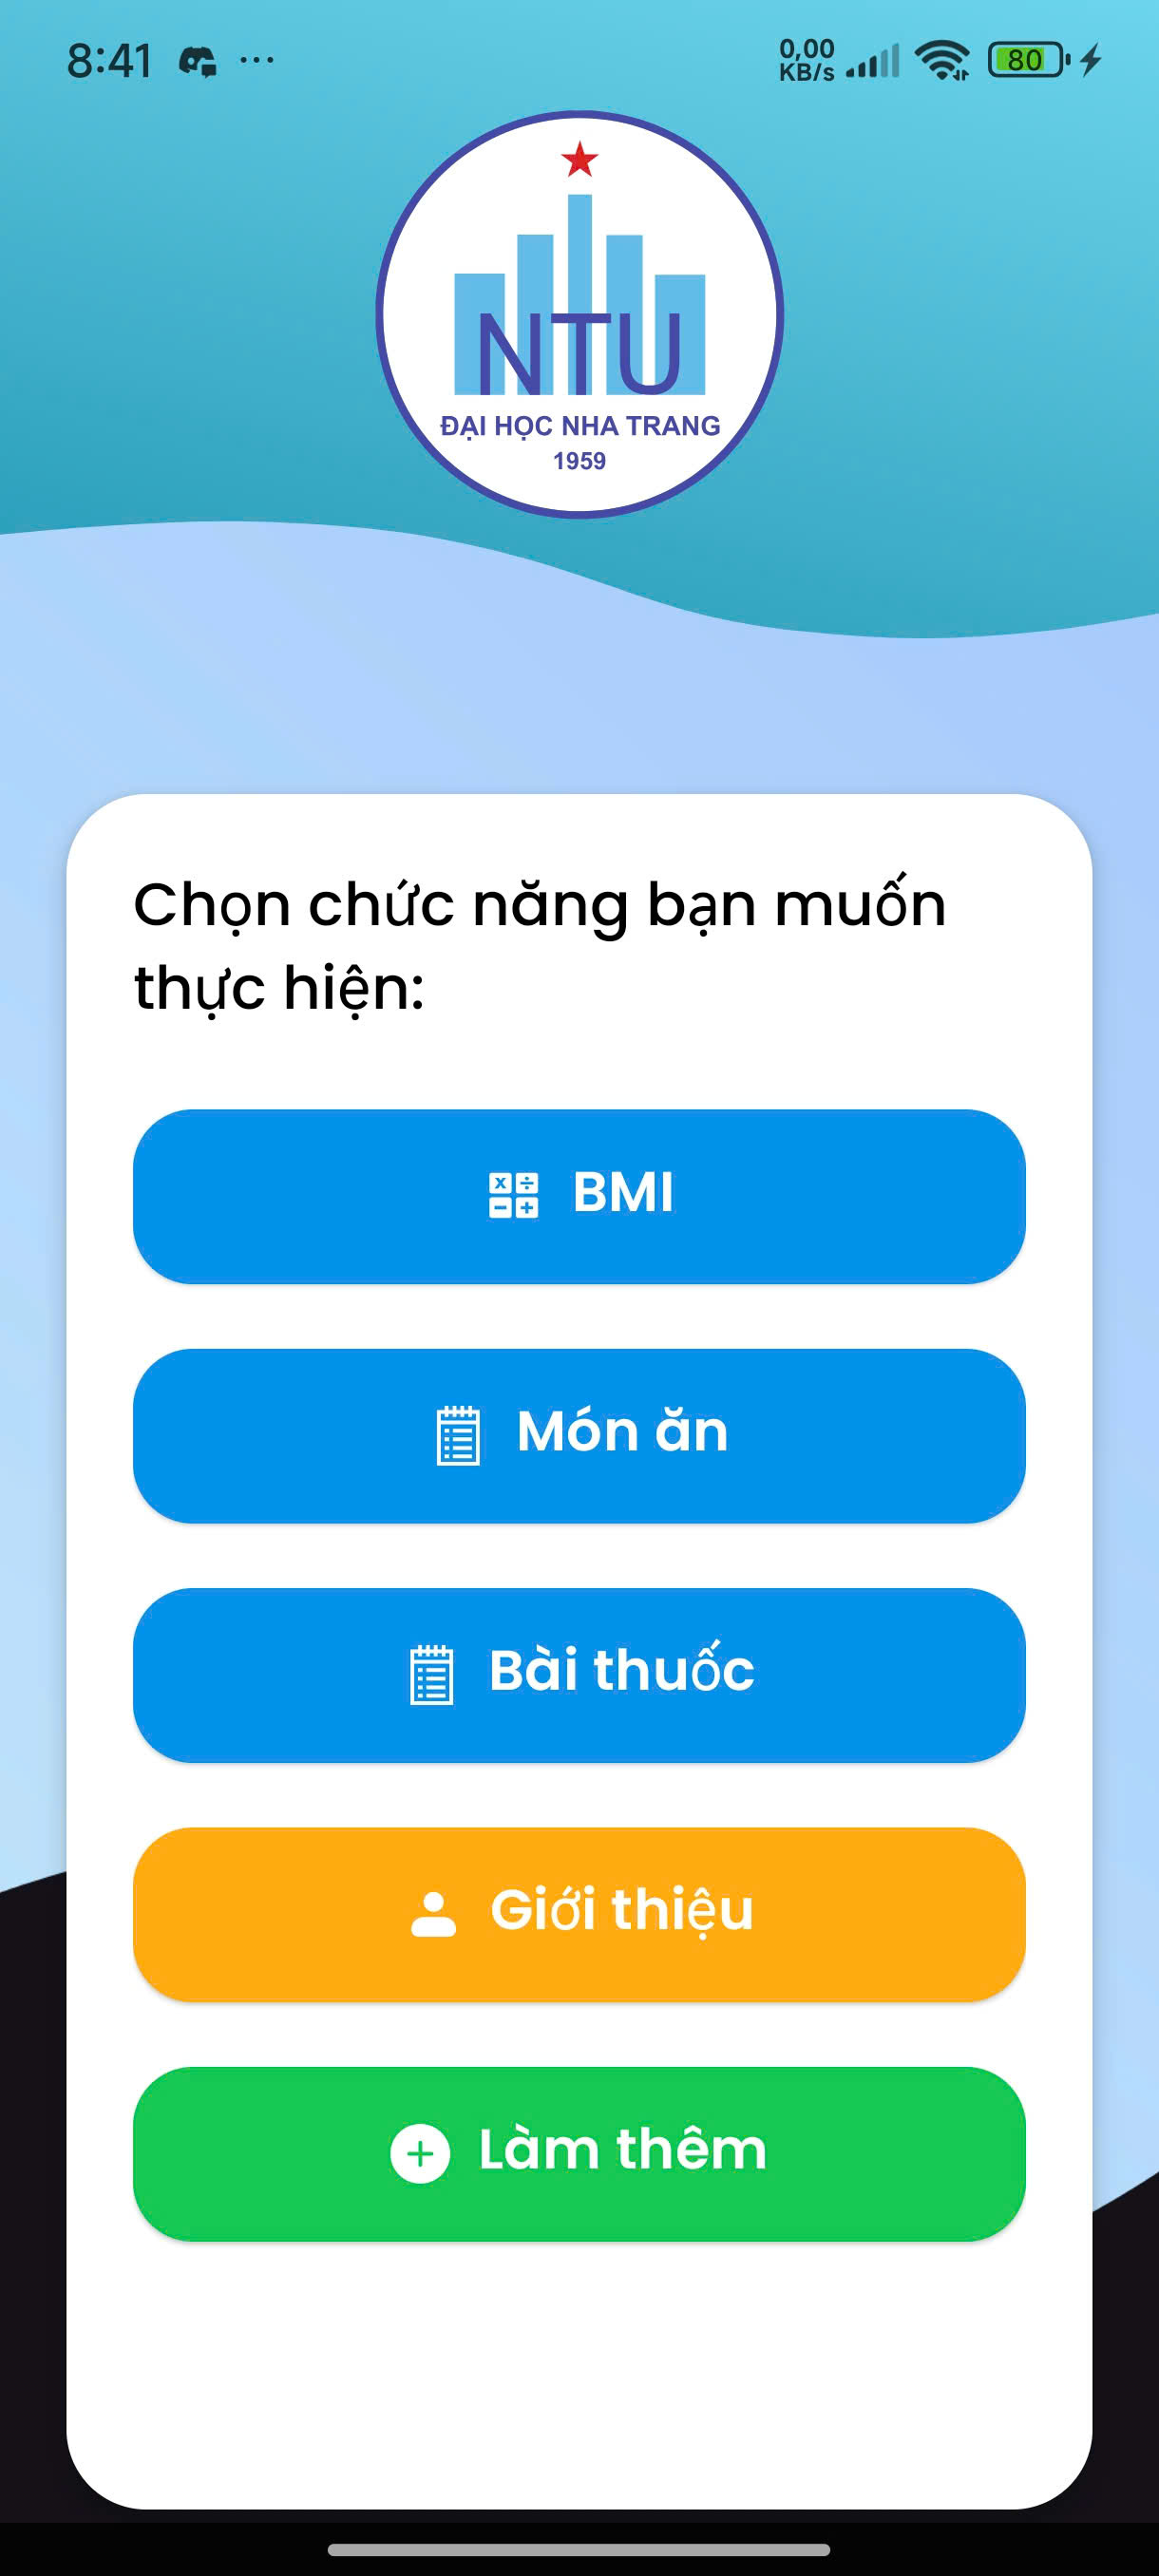 8:41
0,00
KB/s
80
NTU
ĐẠI HỌC NHA TRANG
1959
Chọn chức năng bạn muốn
thực hiện:
BMI
Món ăn
Bài thuốc
Giới thiệu
Làm thêm